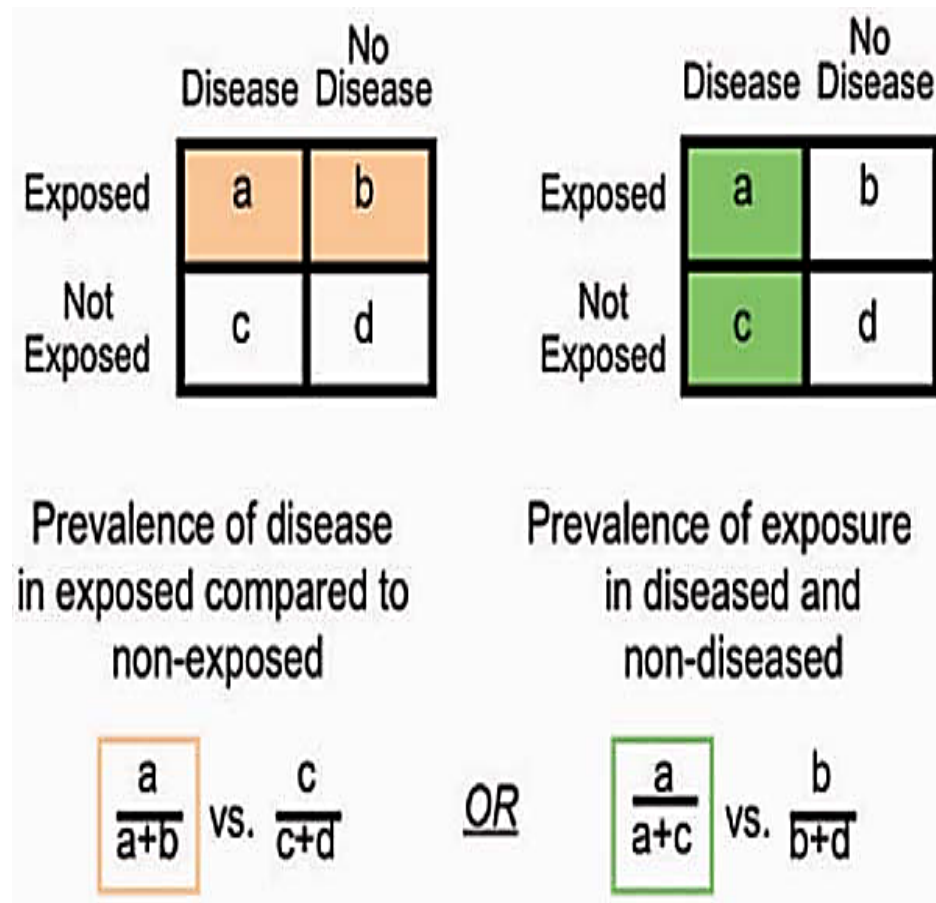 No
Disease Disease
Exposed a b
Not
Exposed c d
No
Disease Disease
Exposed a b
Not
Exposed c d
Prevalence of disease
in exposed compared to
non-exposed
a
a+b
vs.
c
c+d
OR
Prevalence of exposure
in diseased and
non-diseased
a
a+c
vs.
b
b+d